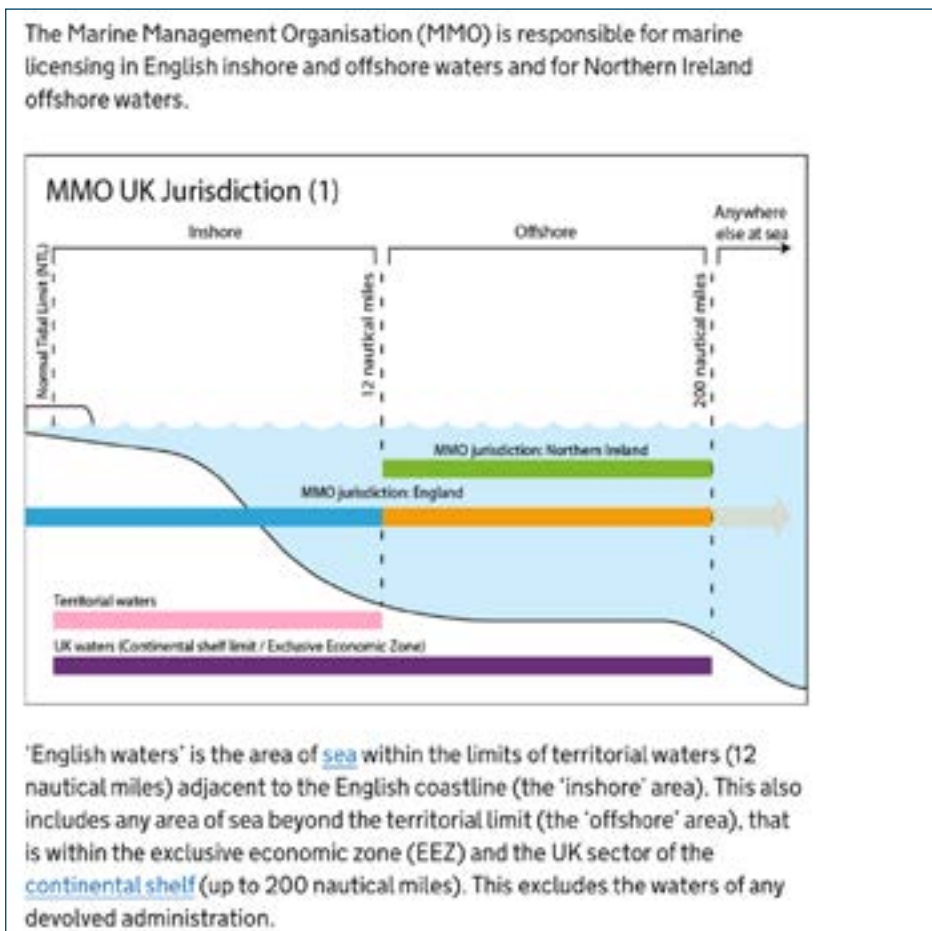 The Marine Management Organisation (MMO) is responsible for marine
licensing in English inshore and offshore waters and for Northern Ireland
offshore waters.
MMO UK Jurisdiction (1)
Inshore
Offshore
Anywhere
else at sea
Normal Tidal Limit (NTL)
12 nautical miles
200 nautical miles
MMO jurisdiction: Northern Ireland
MMO jurisdiction: England
Territorial waters
UK waters (Continental shelf limit / Exclusive Economic Zone)
'English waters' is the area of sea within the limits of territorial waters (12
nautical miles) adjacent to the English coastline (the 'inshore' area). This also
includes any area of sea beyond the territorial limit (the 'offshore' area), that
is within the exclusive economic zone (EEZ) and the UK sector of the
continental shelf (up to 200 nautical miles). This excludes the waters of any
devolved administration.